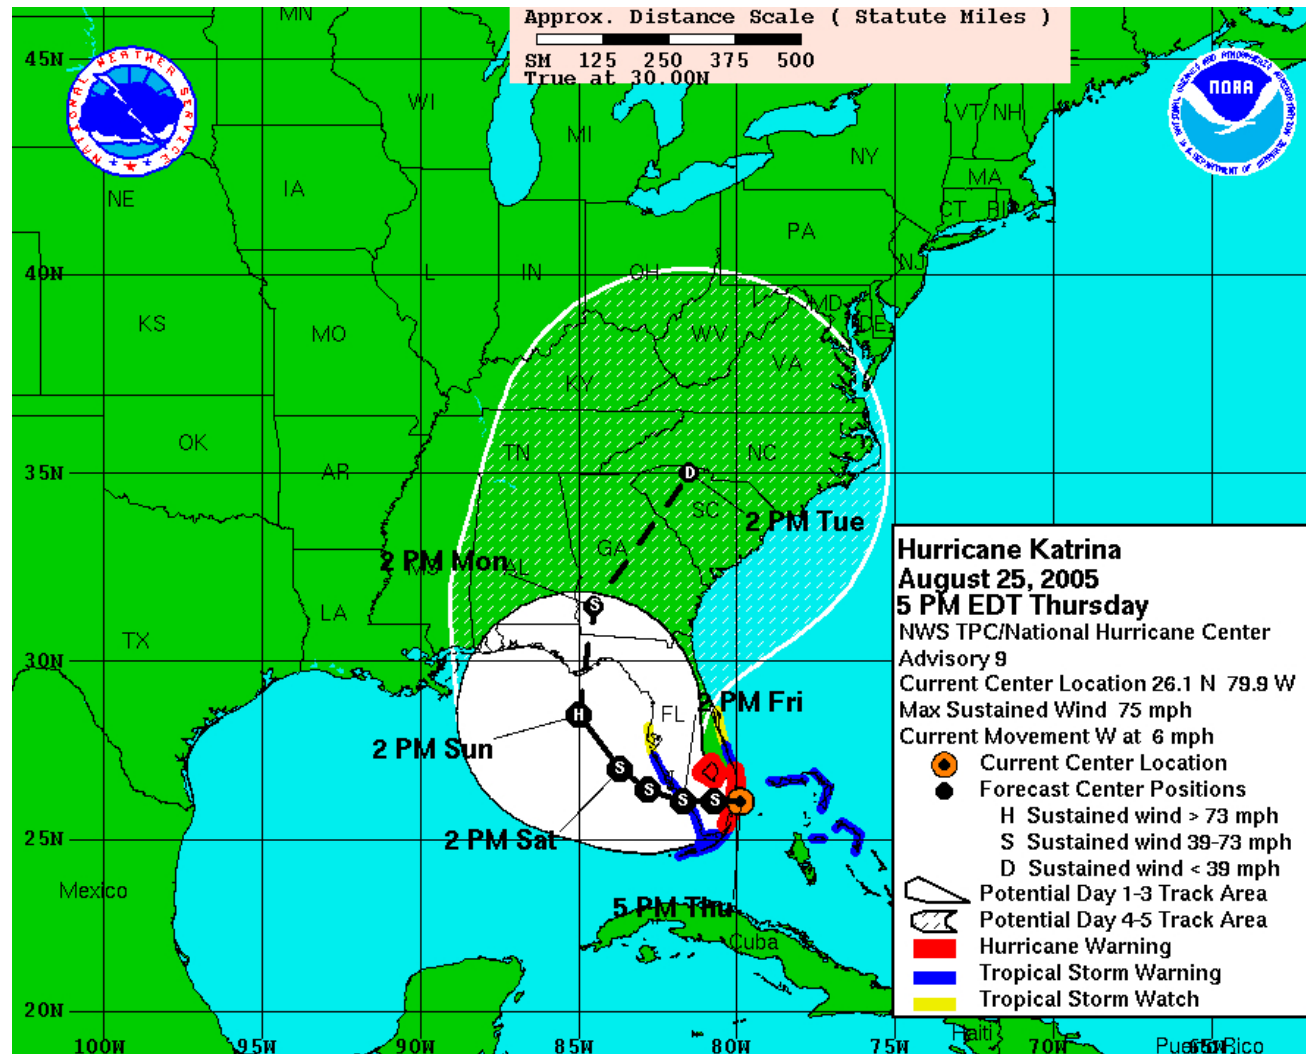 Approx. Distance Scale ( Statute Miles )
SM 125 250 375 500
True at 30.00N
NATIONAL WEATHER SERVICE
NOAA
MN
WI
MI
VT
NH
NY
MA
CT
RI
NE
IA
PA
NJ
IL
IN
OH
MD
DE
KS
MO
WV
VA
KY
OK
AR
TN
NC
SC
GA
AL
MS
LA
TX
FL
Mexico
Cuba
Haiti
Puerto Rico
45N
40N
35N
30N
25N
20N
100W
95W
90W
85W
80W
75W
70W
65W
D
2 PM Tue
2 PM Mon
S
H
2 PM Fri
2 PM Sun
S
S
S
S
2 PM Sat
5 PM Thu
Hurricane Katrina
August 25, 2005
5 PM EDT Thursday
NWS TPC/National Hurricane Center
Advisory 9
Current Center Location 26.1 N 79.9 W
Max Sustained Wind 75 mph
Current Movement W at 6 mph
Current Center Location
Forecast Center Positions
H Sustained wind > 73 mph
S Sustained wind 39-73 mph
D Sustained wind < 39 mph
Potential Day 1-3 Track Area
Potential Day 4-5 Track Area
Hurricane Warning
Tropical Storm Warning
Tropical Storm Watch